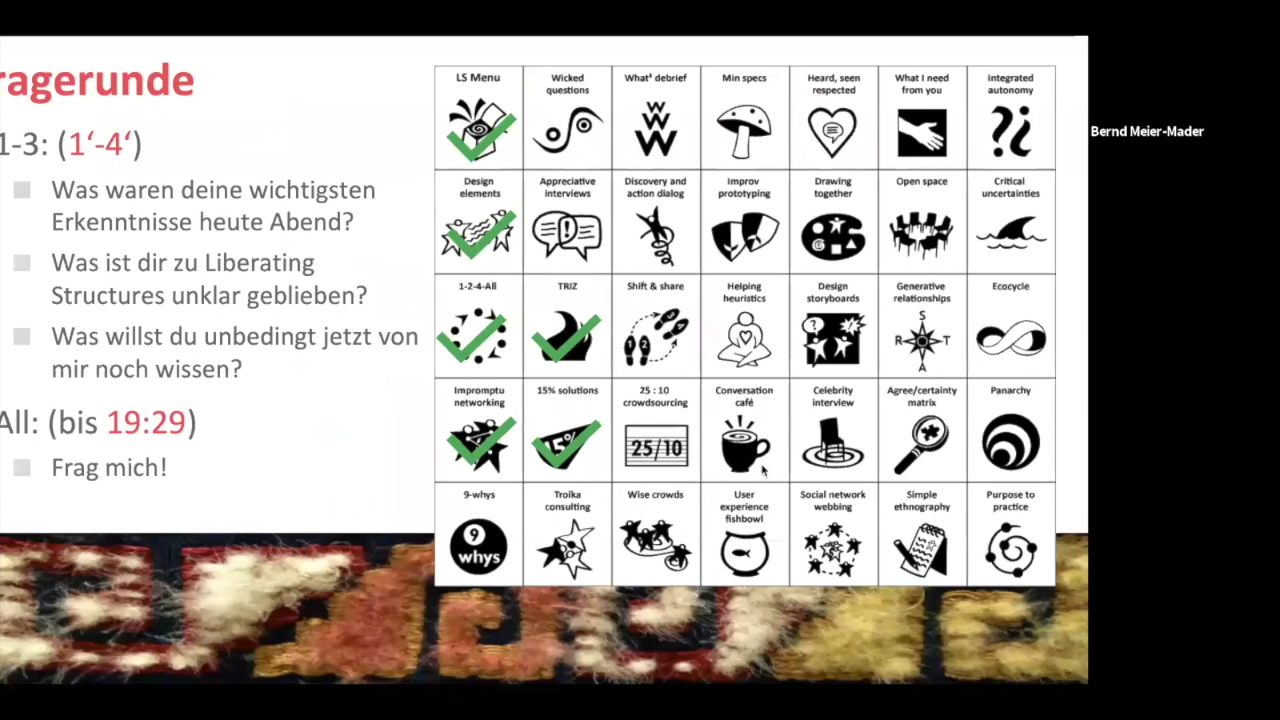 ragerunde
1-3: (1‘-4‘)
Was waren deine wichtigsten
Erkenntnisse heute Abend?
Was ist dir zu Liberating
Structures unklar geblieben?
Was willst du unbedingt jetzt von
mir noch wissen?
All: (bis 19:29)
Frag mich!
LS Menu
Wicked
questions
What³ debrief
W
W
W
Min specs
Heard, seen
respected
What I need
from you
Integrated
autonomy
Design
elements
Appreciative
interviews
Discovery and
action dialog
Improv
prototyping
Drawing
together
Open space
Critical
uncertainties
1-2-4-All
TRIZ
Shift & share
1 2
Helping
heuristics
Design
storyboards
Generative
relationships
S
R T
A
Ecocycle
Impromptu
networking
15% solutions
15%
25 : 10
crowdsourcing
25/10
Conversation
café
Celebrity
interview
Agree/certainty
matrix
Panarchy
9-whys
9
whys
Troika
consulting
Wise crowds
User
experience
fishbowl
Social network
webbing
Simple
ethnography
Purpose to
practice
Bernd Meier-Mader